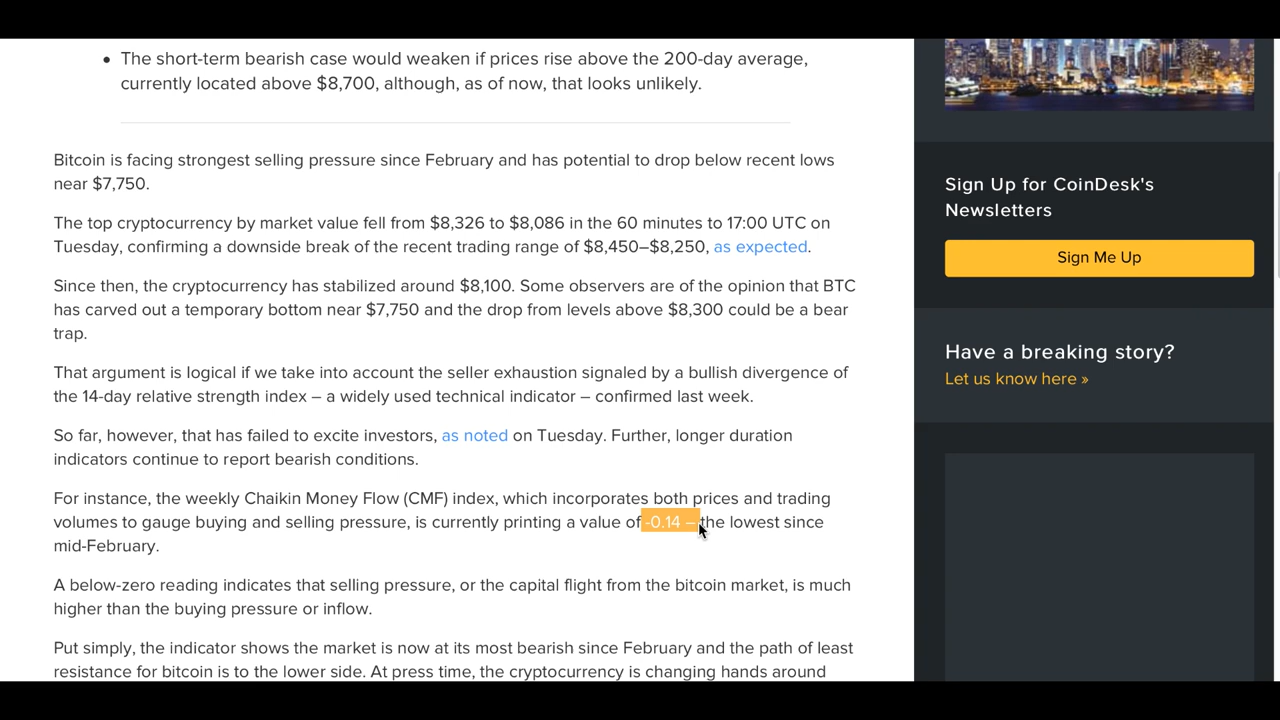 • The short-term bearish case would weaken if prices rise above the 200-day average,
currently located above $8,700, although, as of now, that looks unlikely.
Bitcoin is facing strongest selling pressure since February and has potential to drop below recent lows
near $7,750.
The top cryptocurrency by market value fell from $8,326 to $8,086 in the 60 minutes to 17:00 UTC on
Tuesday, confirming a downside break of the recent trading range of $8,450–$8,250, as expected.
Since then, the cryptocurrency has stabilized around $8,100. Some observers are of the opinion that BTC
has carved out a temporary bottom near $7,750 and the drop from levels above $8,300 could be a bear
trap.
That argument is logical if we take into account the seller exhaustion signaled by a bullish divergence of
the 14-day relative strength index – a widely used technical indicator – confirmed last week.
So far, however, that has failed to excite investors, as noted on Tuesday. Further, longer duration
indicators continue to report bearish conditions.
For instance, the weekly Chaikin Money Flow (CMF) index, which incorporates both prices and trading
volumes to gauge buying and selling pressure, is currently printing a value of -0.14 – the lowest since
mid-February.
A below-zero reading indicates that selling pressure, or the capital flight from the bitcoin market, is much
higher than the buying pressure or inflow.
Put simply, the indicator shows the market is now at its most bearish since February and the path of least
resistance for bitcoin is to the lower side. At press time, the cryptocurrency is changing hands around
Sign Up for CoinDesk's
Newsletters
Sign Me Up
Have a breaking story?
Let us know here »